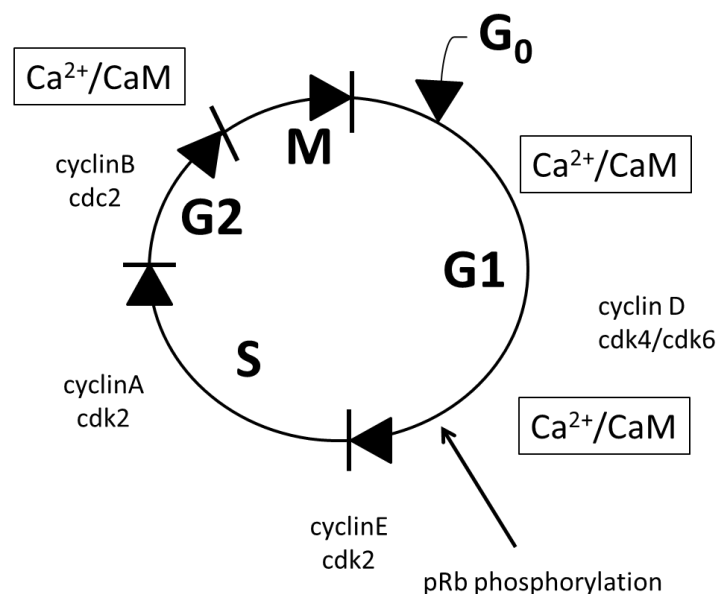 G₀
Ca²⁺/CaM
M
cyclinB
cdc2
Ca²⁺/CaM
G2
G1
cyclin D
cdk4/cdk6
S
cyclinA
cdk2
Ca²⁺/CaM
cyclinE
cdk2
pRb phosphorylation